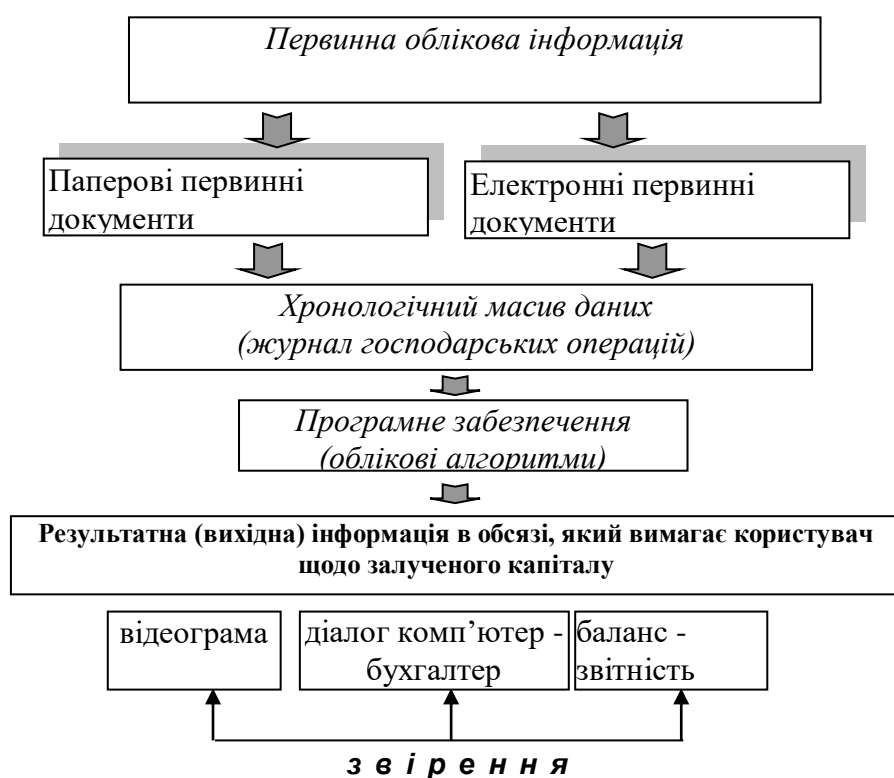 Первинна облікова інформація
Паперові первинні
документи
Електронні первинні
документи
Хронологічний масив даних
(журнал господарських операцій)
Програмне забезпечення
(облікові алгоритми)
Результатна (вихідна) інформація в обсязі, який вимагає користувач
щодо залученого капіталу
відеограма
діалог комп’ютер -
бухгалтер
баланс -
звітність
з в і р е н н я